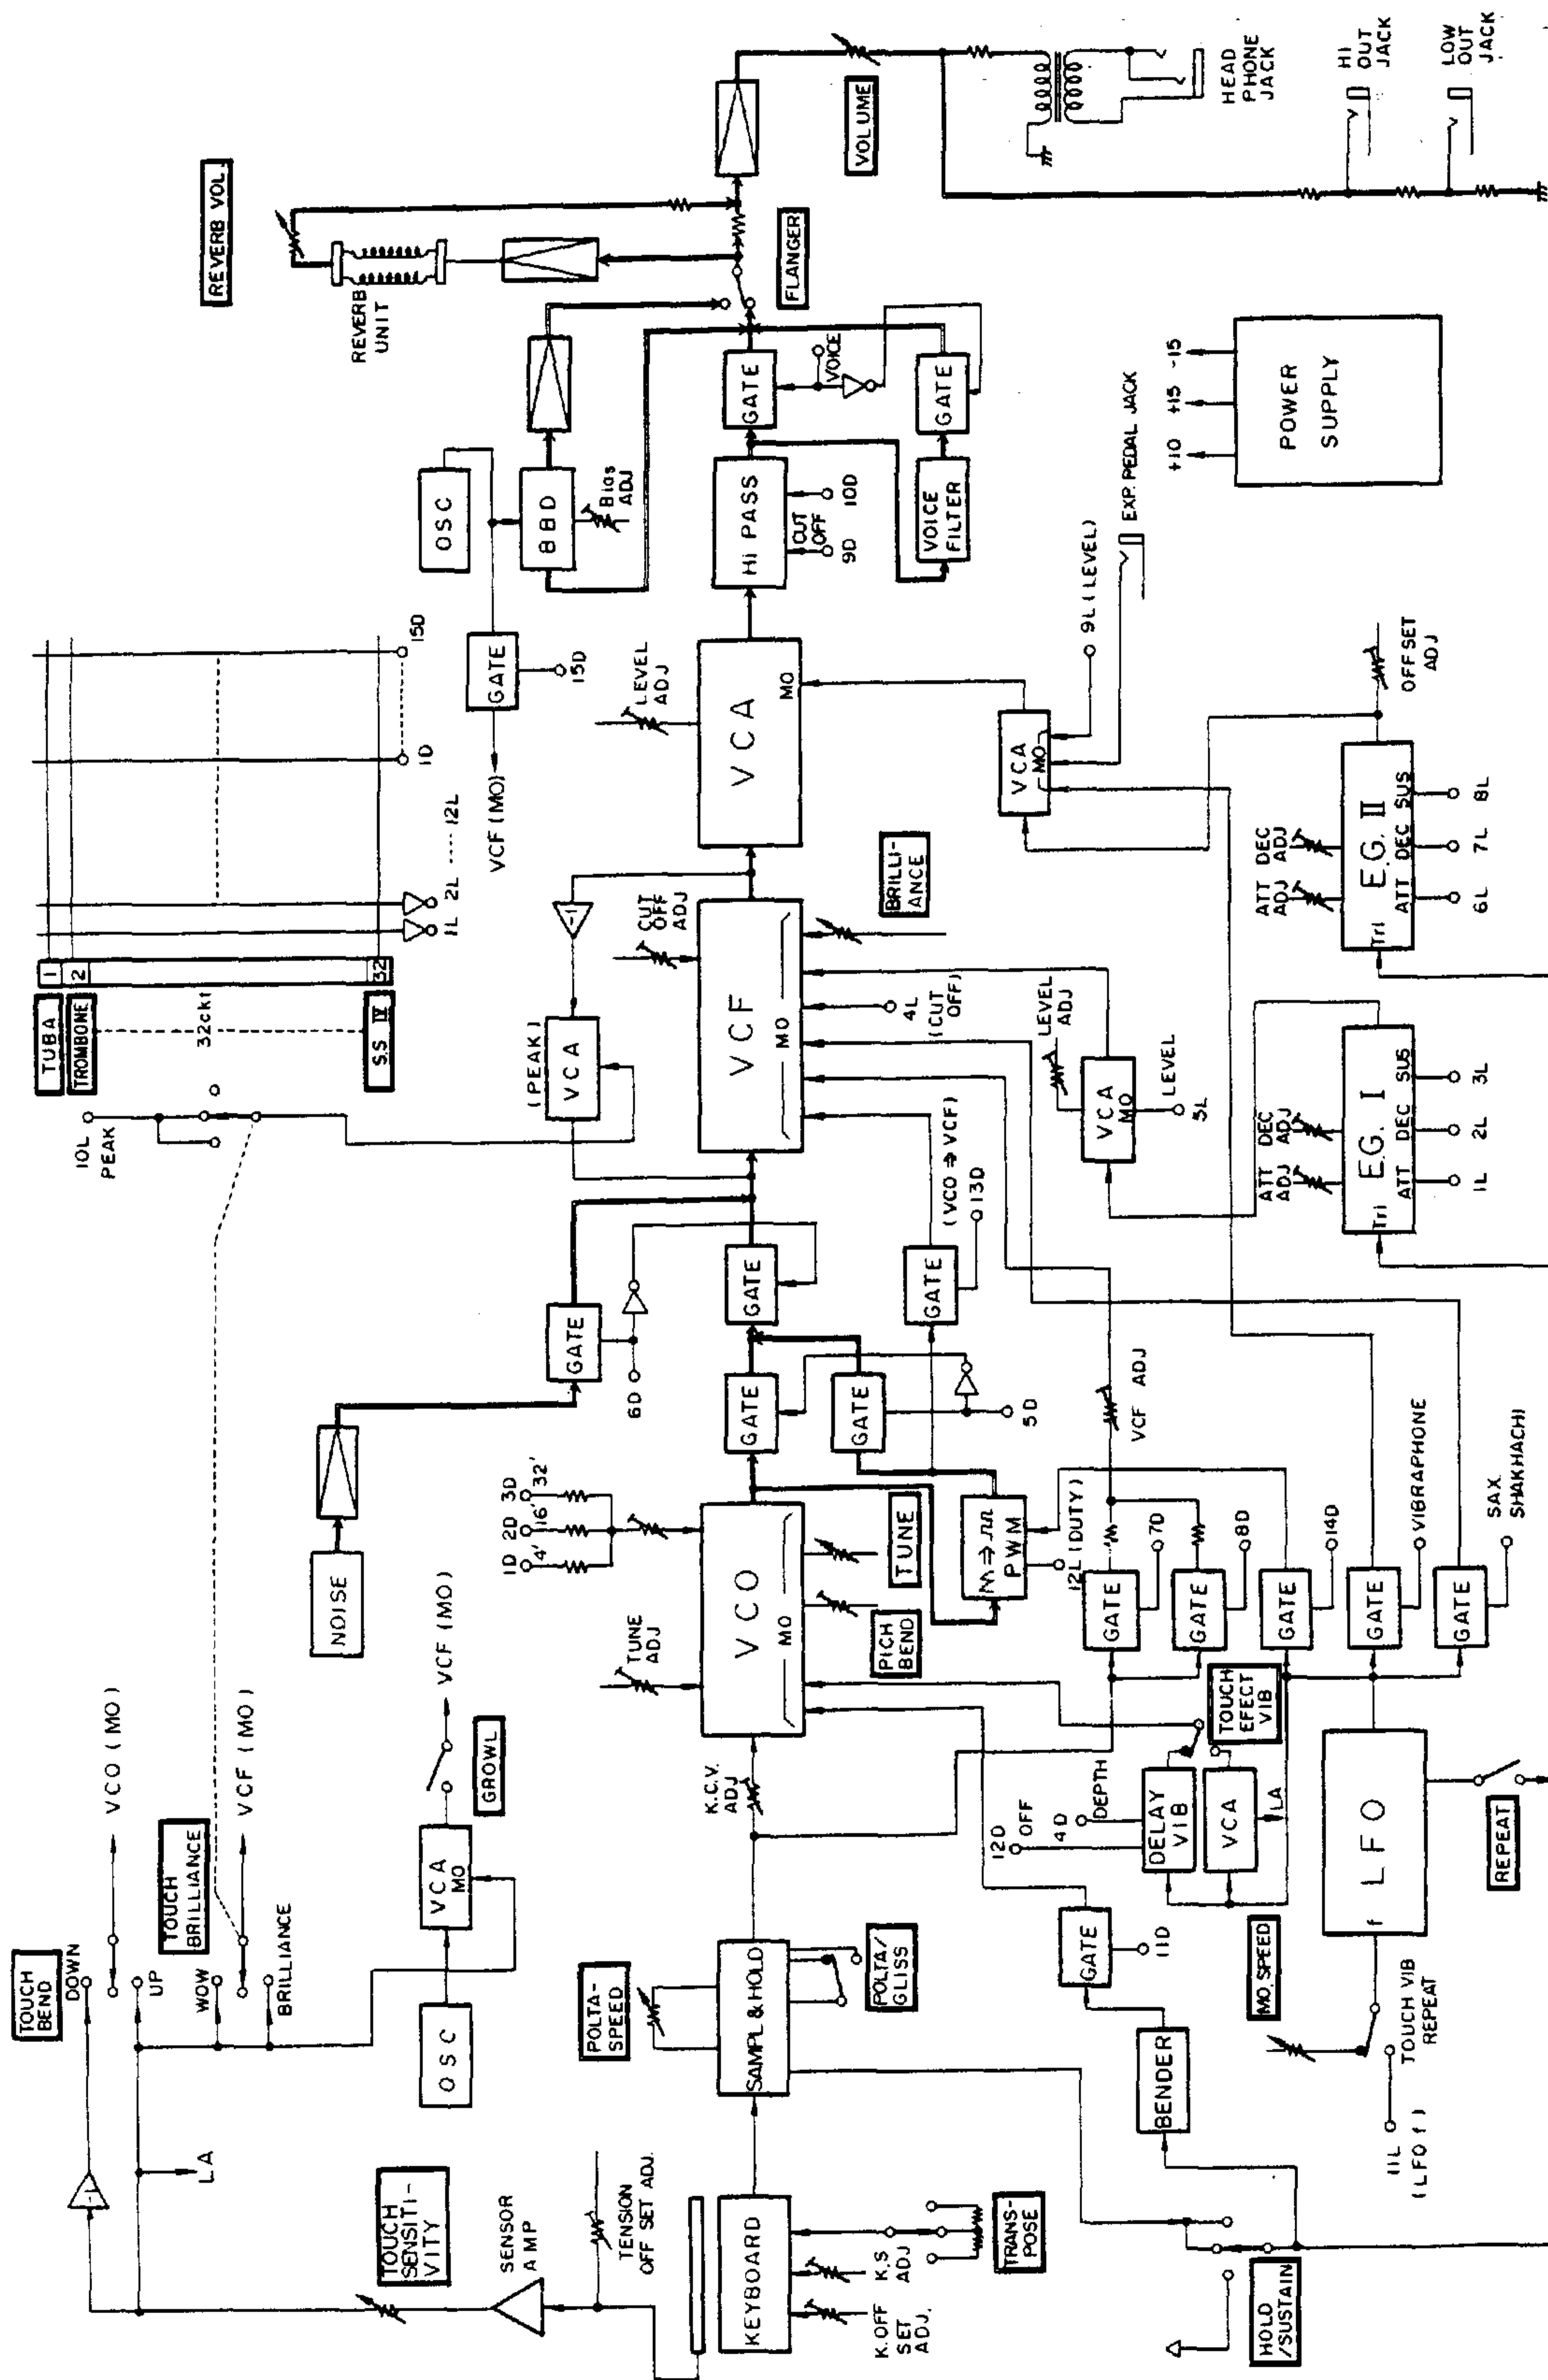 TOUCH
BEND
DOWN
UP
VCO (MO)
TOUCH
BRILLIANCE
WOW
BRILLIANCE
VCF (MO)
LA
-1
OSC
VCA
MO
GROWL
VCF (MO)
TOUCH
SENSITI-
VITY
SENSOR
AMP
TENSION
OFF SET ADJ.
KEYBOARD
K.OFF
SET
ADJ.
K.S
ADJ
TRANS-
POSE
HOLD
/SUSTAIN
POLTA-
SPEED
SAMPL & HOLD
POLTA/
GLISS
BENDER
GATE
11D
K.C.V.
ADJ
TUNE
ADJ
VCO
MO
PICH
BEND
TUNE
1D 2D 3D
4' 16' 32'
NOISE
GATE
6D
GATE
GATE
GATE
5D
PWM
12L (DUTY)
GATE
13D
(VCO⇒VCF)
12D
OFF
4D
DEPTH
DELAY
VIB
VCA
LA
TOUCH
EFECT
VIB
MO. SPEED
f LFO
REPEAT
11L
(LFO f)
TOUCH VIB
REPEAT
GATE
7D
GATE
8D
GATE
14D
GATE
VIBRAPHONE
GATE
SAX.
SHAKHACHI
VCF ADJ
10L
PEAK
TUBA
TROMBONE
32ckt
S.S IV
1
2
32
1L 2L ---- 12L
1D
15D
(PEAK)
VCA
-1
CUT
OFF
ADJ
VCF
MO
BRILLI-
ANCE
4L
(CUT
OFF)
LEVEL
ADJ
VCA
MO
5L
LEVEL
ATT
ADJ
DEC
ADJ
Tri E.G. I
ATT DEC SUS
1L 2L 3L
ATT
ADJ
DEC
ADJ
Tri E.G. II
ATT DEC SUS
6L 7L 8L
OFFSET
ADJ
VCF (MO)
GATE
15D
LEVEL
ADJ
VCA
MO
VCA
MO
9L (LEVEL)
EXP. PEDAL JACK
OSC
BBD
Bias
ADJ
Hi PASS
CUT
OFF
9D
10D
GATE
VOICE
VOICE
FILTER
GATE
FLANGER
REVERB VOL.
REVERB
UNIT
VOLUME
HEAD
PHONE
JACK
HI
OUT
JACK
LOW
OUT
JACK
+10 +15 -15
POWER
SUPPLY